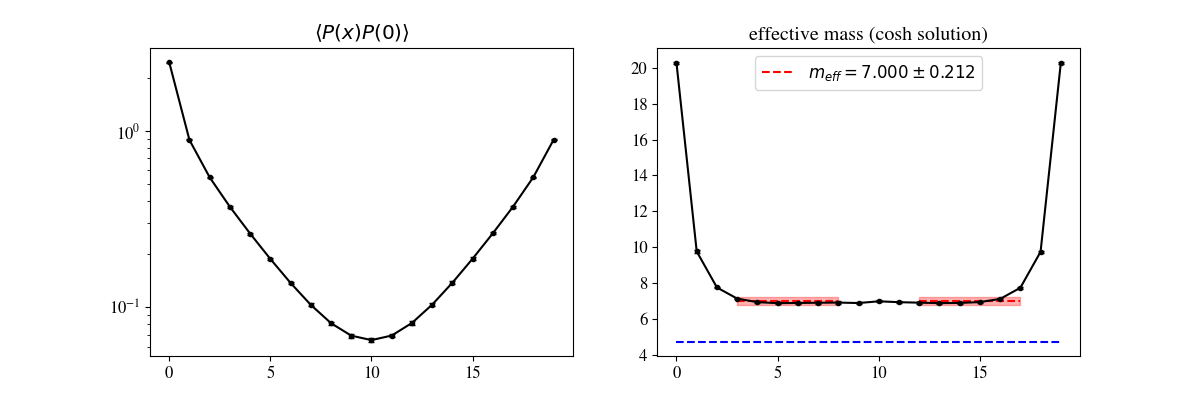 ⟨P(x)P(0)⟩
10⁰
10⁻¹
0 5 10 15
effective mass (cosh solution)
m_eff = 7.000 ± 0.212
20
18
16
14
12
10
8
6
4
0 5 10 15